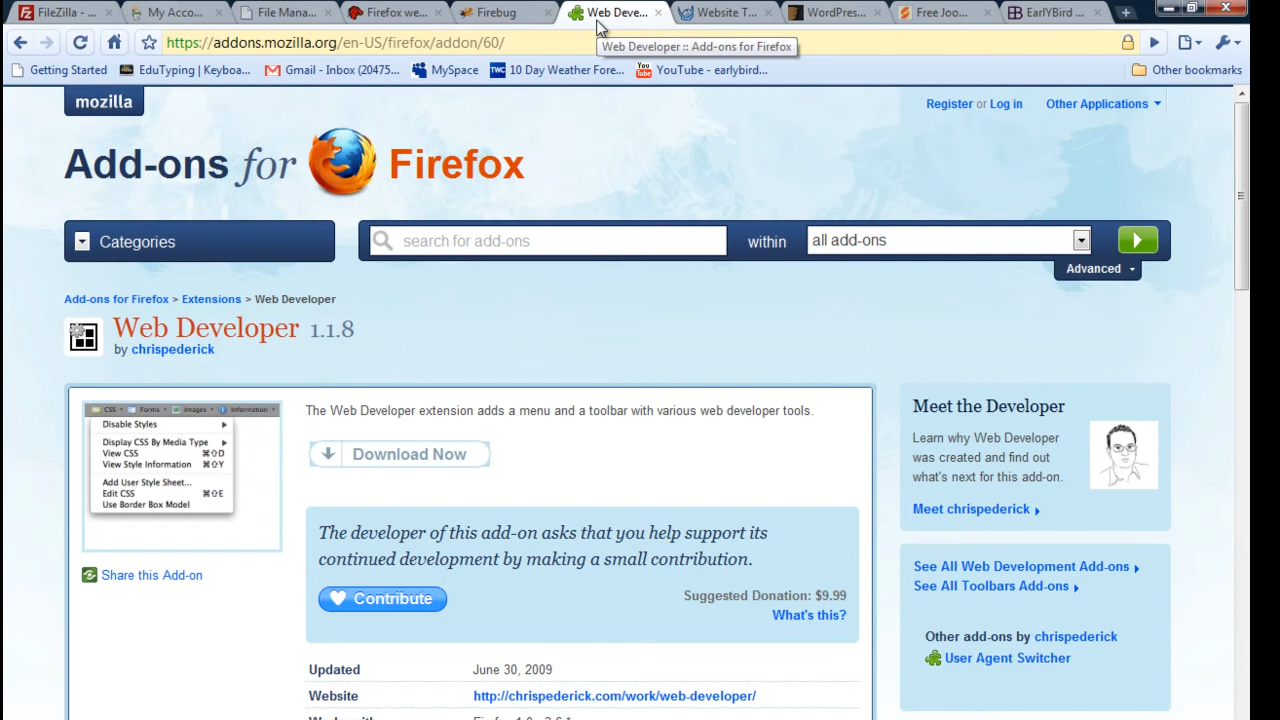 FileZilla -
My Acco...
File Mana...
Firefox we...
Firebug
Web Deve...
Website T...
WordPres...
Free Joo...
EarlYBird ...
https://addons.mozilla.org/en-US/firefox/addon/60/
Web Developer :: Add-ons for Firefox
Getting Started
EduTyping | Keyboa...
Gmail - Inbox (20475...
MySpace
TWC
10 Day Weather Fore...
YouTube - earlybird...
Other bookmarks
mozilla
Register or Log in
Other Applications
Add-ons for Firefox
Categories
search for add-ons
within
all add-ons
Advanced
Add-ons for Firefox > Extensions > Web Developer
Web Developer 1.1.8
by chrispederick
CSS Forms Images Information
Disable Styles
Display CSS By Media Type
View CSS ⌘⇧D
View Style Information ⌘⇧Y
Add User Style Sheet...
Edit CSS ⌘⇧E
Use Border Box Model
Share this Add-on
The Web Developer extension adds a menu and a toolbar with various web developer tools.
Download Now
The developer of this add-on asks that you help support its
continued development by making a small contribution.
Contribute
Suggested Donation: $9.99
What's this?
Updated June 30, 2009
Website http://chrispederick.com/work/web-developer/
Meet the Developer
Learn why Web Developer
was created and find out
what's next for this add-on.
Meet chrispederick
See All Web Development Add-ons
See All Toolbars Add-ons
Other add-ons by chrispederick
User Agent Switcher